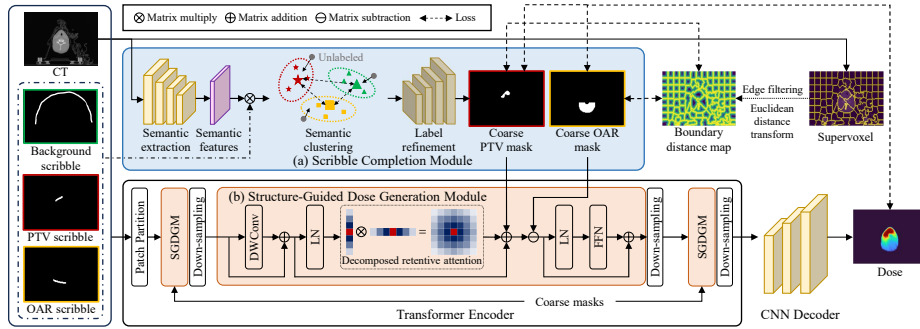 ⊗Matrix multiply ⊕Matrix addition ⊖Matrix subtraction Loss
CT
Background
scribble
PTV scribble
OAR scribble
Unlabeled
Semantic
extraction
Semantic
features
Semantic
clustering
Label
refinement
Coarse
PTV mask
Coarse OAR
mask
(a) Scribble Completion Module
Boundary
distance map
Edge filtering
Euclidean
distance
transform
Supervoxel
Patch Partition
SGDGM
Down-sampling
(b) Structure-Guided Dose Generation Module
DWConv
LN
Decomposed retentive attention
LN
FFN
Down-sampling
SGDGM
Down-sampling
Coarse masks
Transformer Encoder
CNN Decoder
Dose